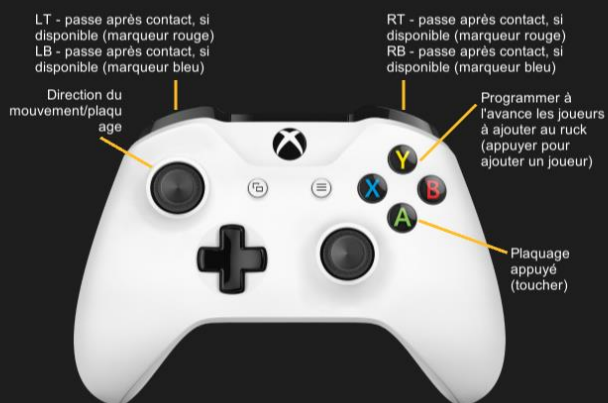 LT - passe après contact, si
disponible (marqueur rouge)
LB - passe après contact, si
disponible (marqueur bleu)
RT - passe après contact, si
disponible (marqueur rouge)
RB - passe après contact, si
disponible (marqueur bleu)
Direction du
mouvement/plaqu
age
Programmer à
l'avance les joueurs
à ajouter au ruck
(appuyer pour
ajouter un joueur)
Y
X
B
A
Plaquage
appuyé
(toucher)